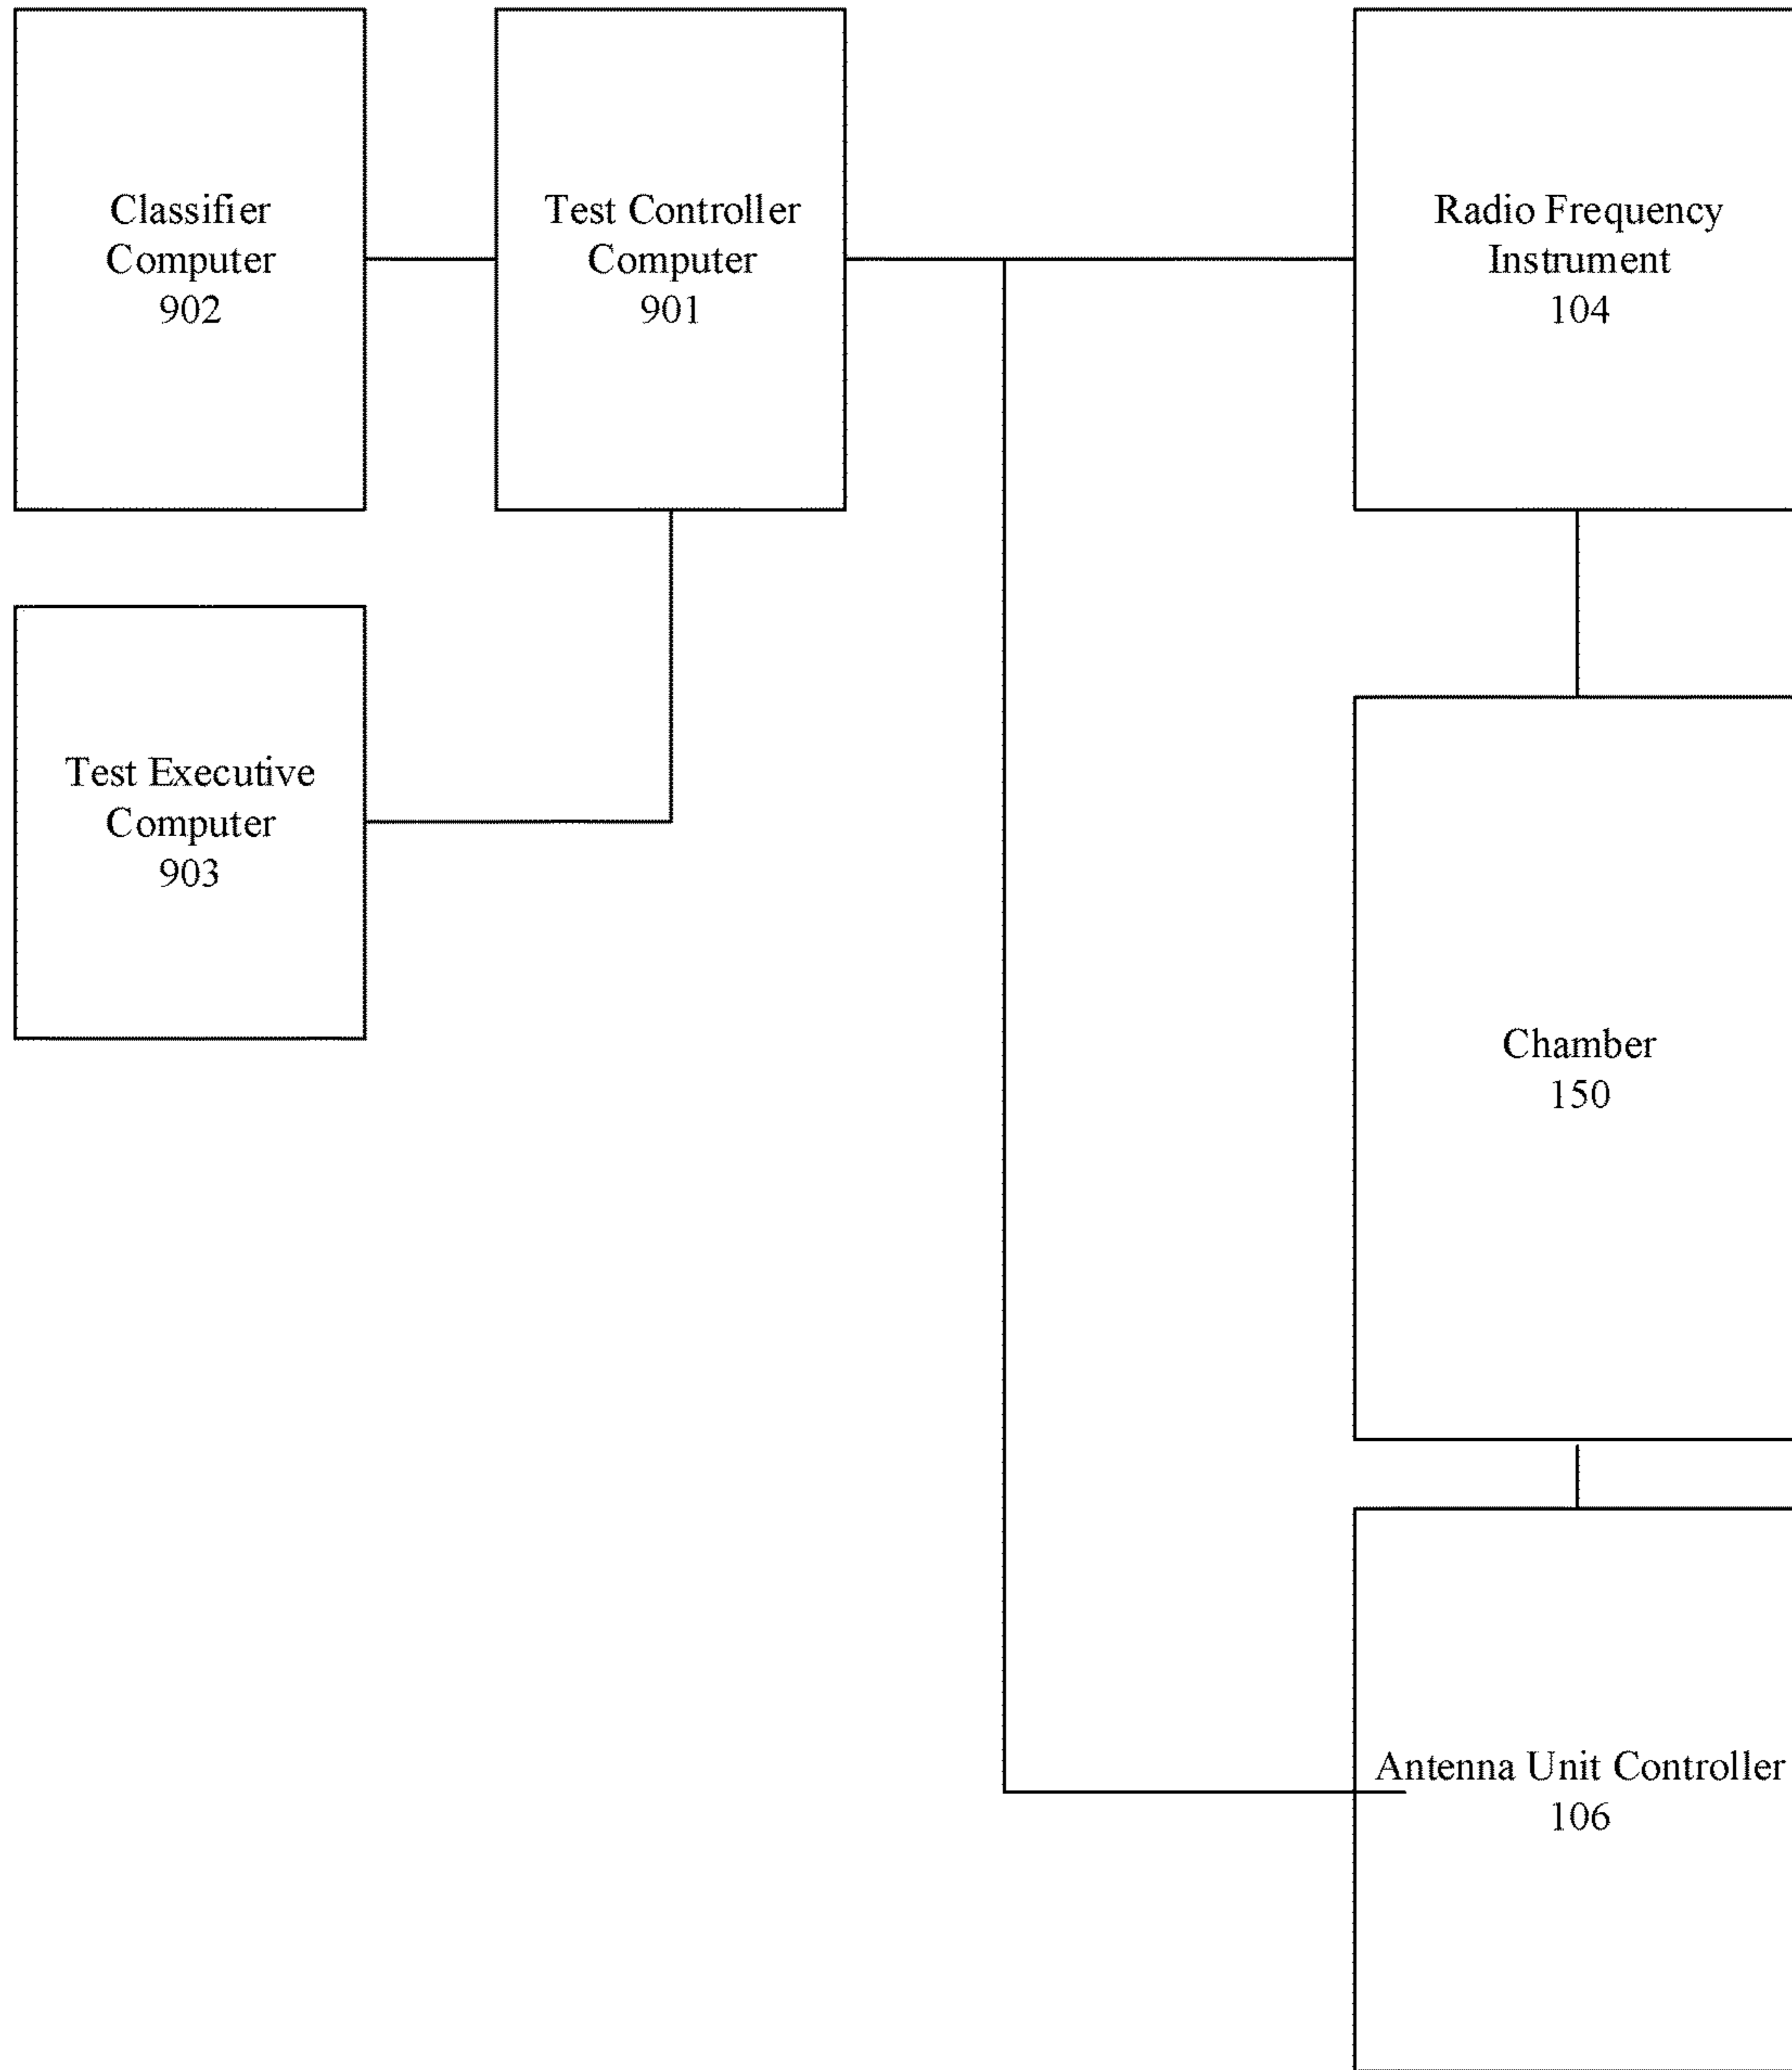 Classifier
Computer
902
Test Controller
Computer
901
Radio Frequency
Instrument
104
Test Executive
Computer
903
Chamber
150
Antenna Unit Controller
106